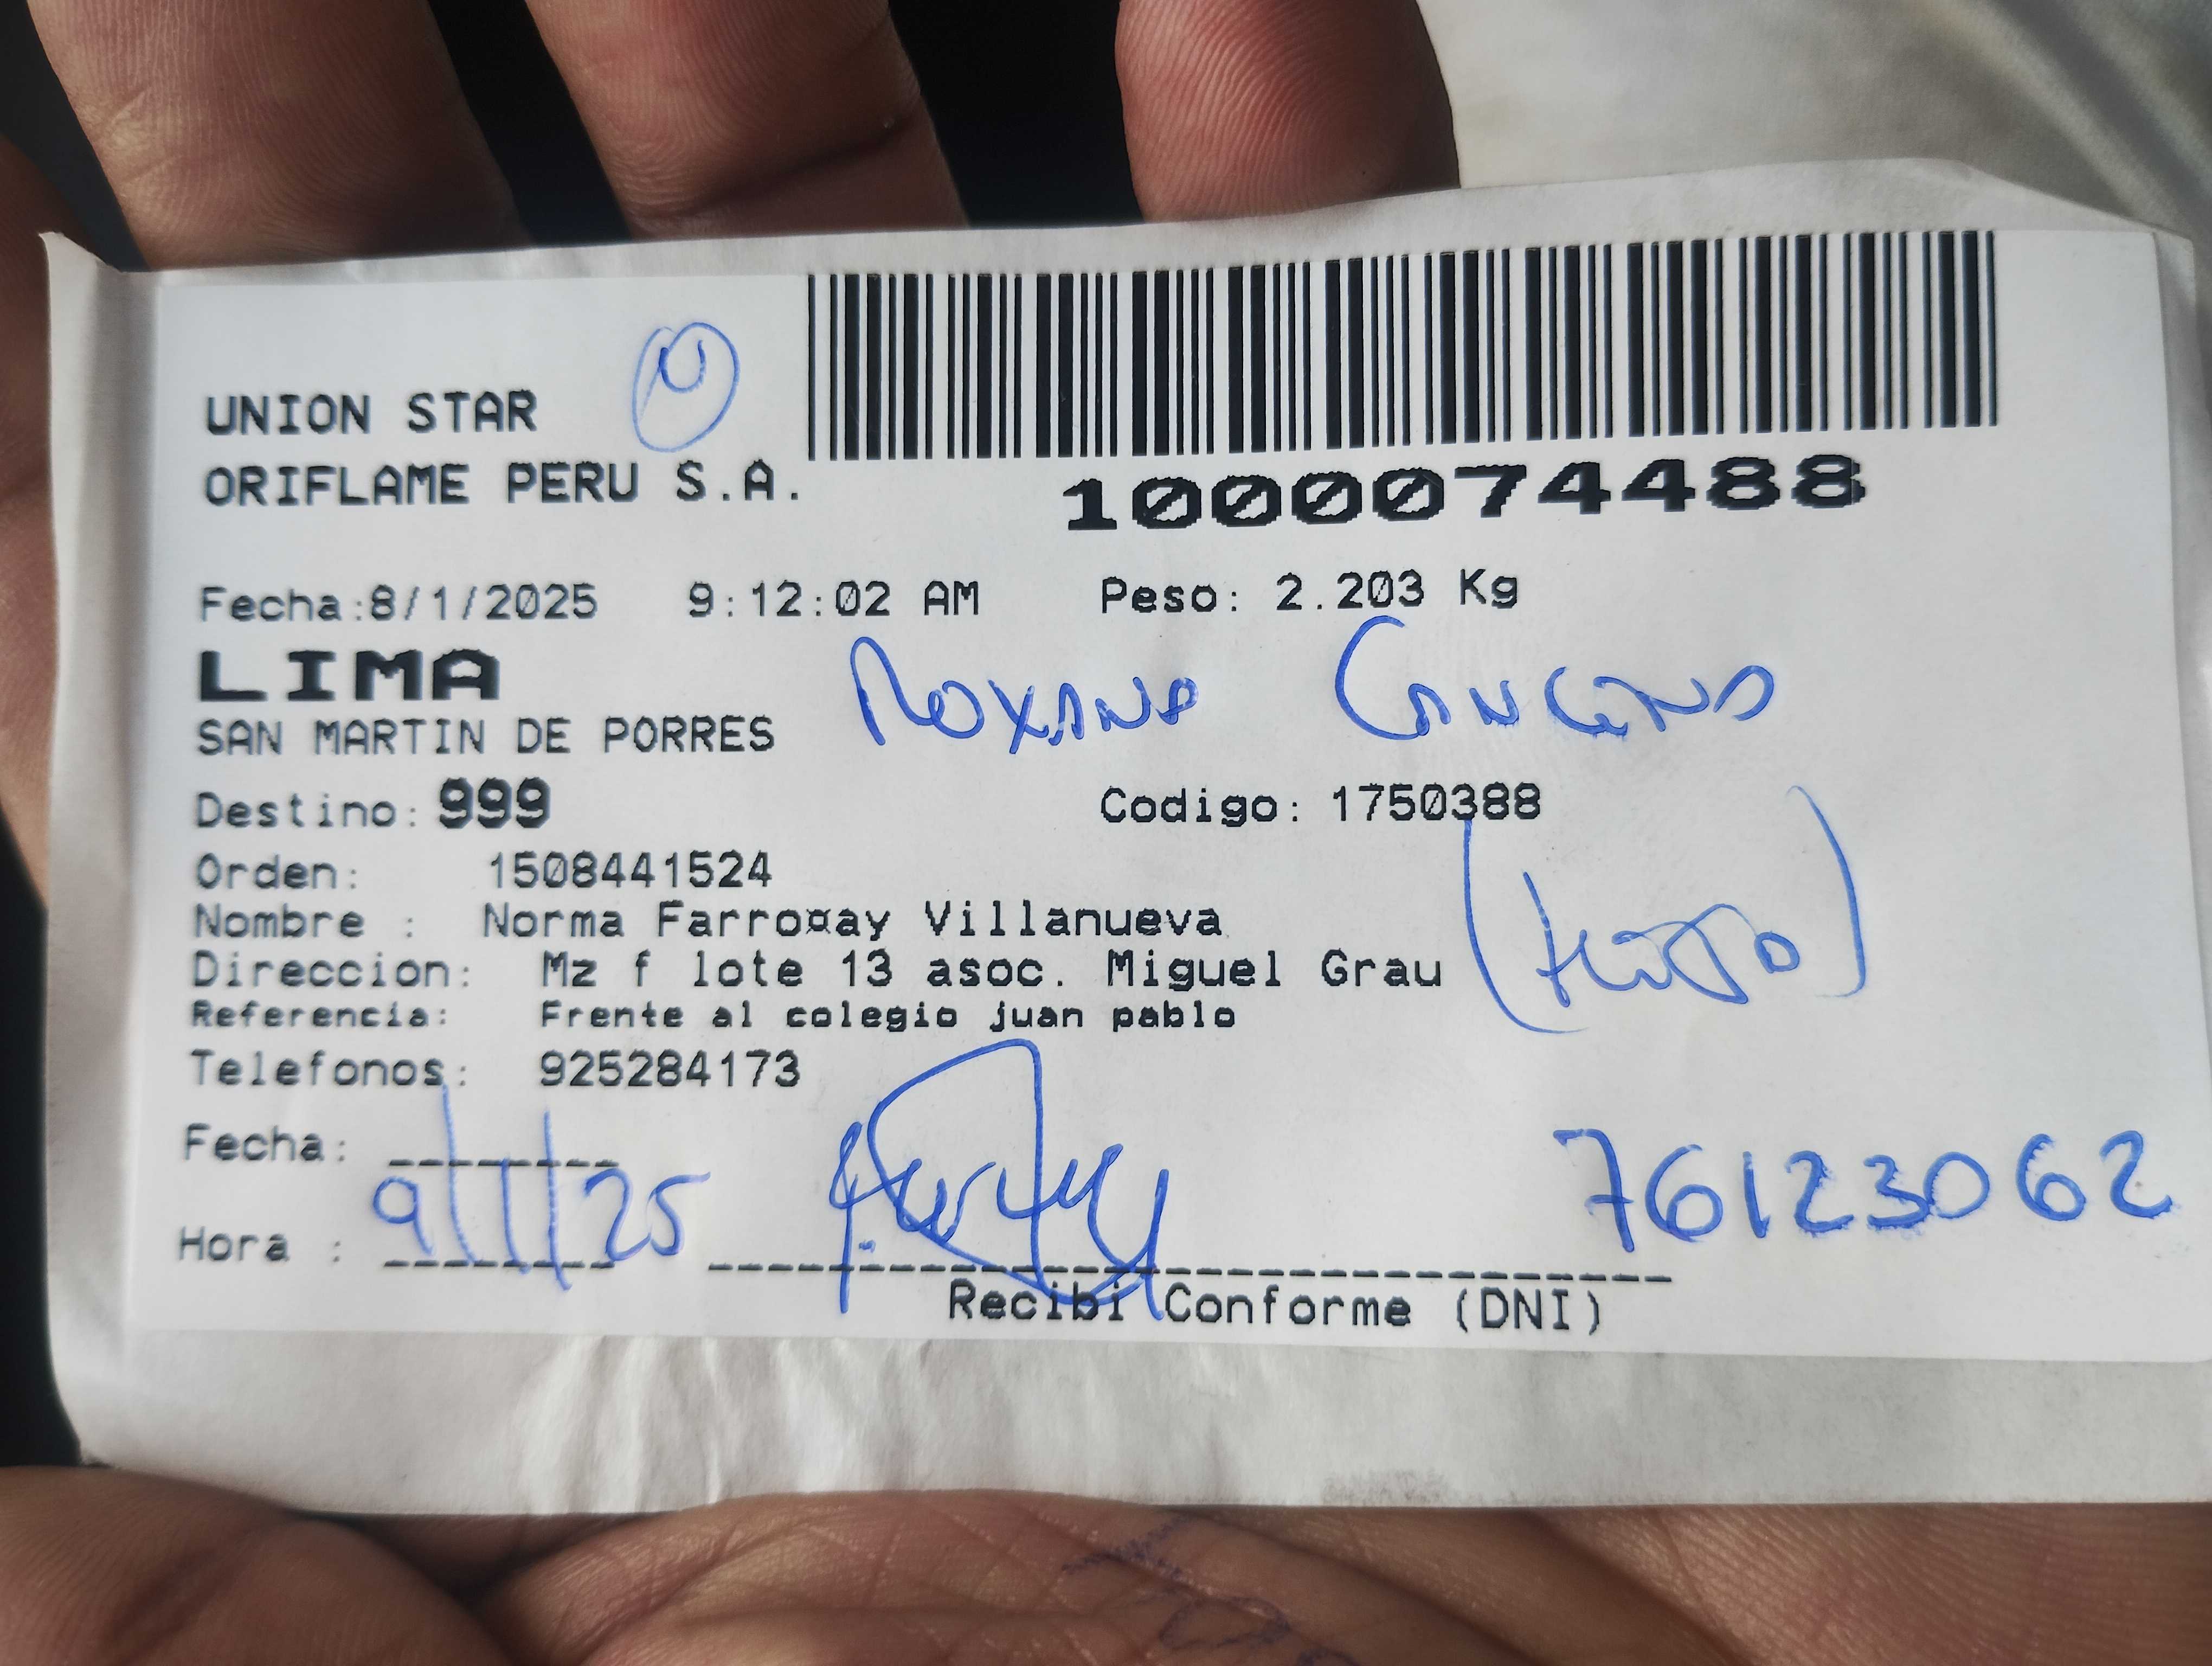 UNION STAR
ORIFLAME PERU S.A.
1000074488
Fecha:8/1/2025 9:12:02 AM Peso: 2.203 Kg
LIMA
SAN MARTIN DE PORRES
Roxana
Destino: 999 Codigo: 1750388
Orden: 1508441524
Nombre : Norma Farro¤ay Villanueva
Direccion: Mz f lote 13 asoc. Miguel Grau
Referencia: Frente al colegio juan pablo
Telefonos: 925284173
Fecha:
9/1/25
76123062
Hora :
Recibi Conforme (DNI)